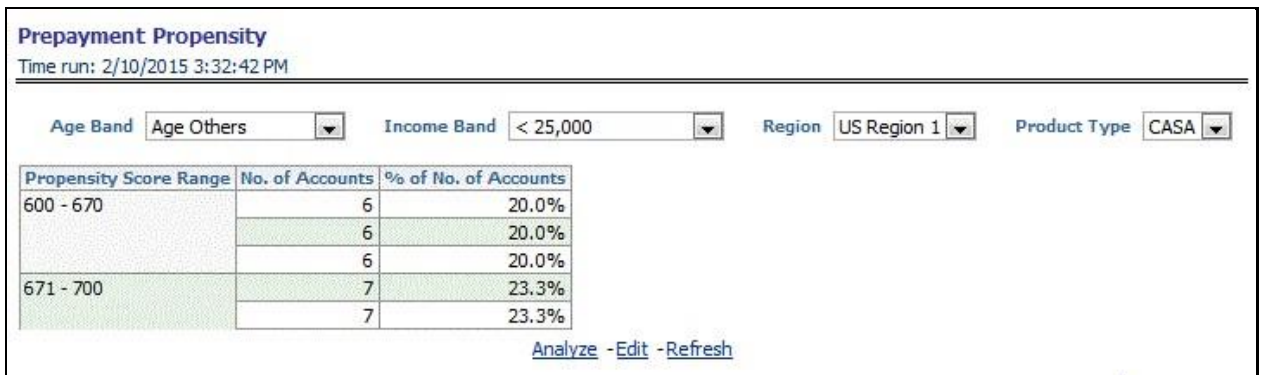 Prepayment Propensity
Time run: 2/10/2015 3:32:42 PM
Age Band Age Others Income Band < 25,000 Region US Region 1 Product Type CASA
Propensity Score Range No. of Accounts % of No. of Accounts
600 - 670 6 20.0%
6 20.0%
6 20.0%
671 - 700 7 23.3%
7 23.3%
Analyze - Edit - Refresh